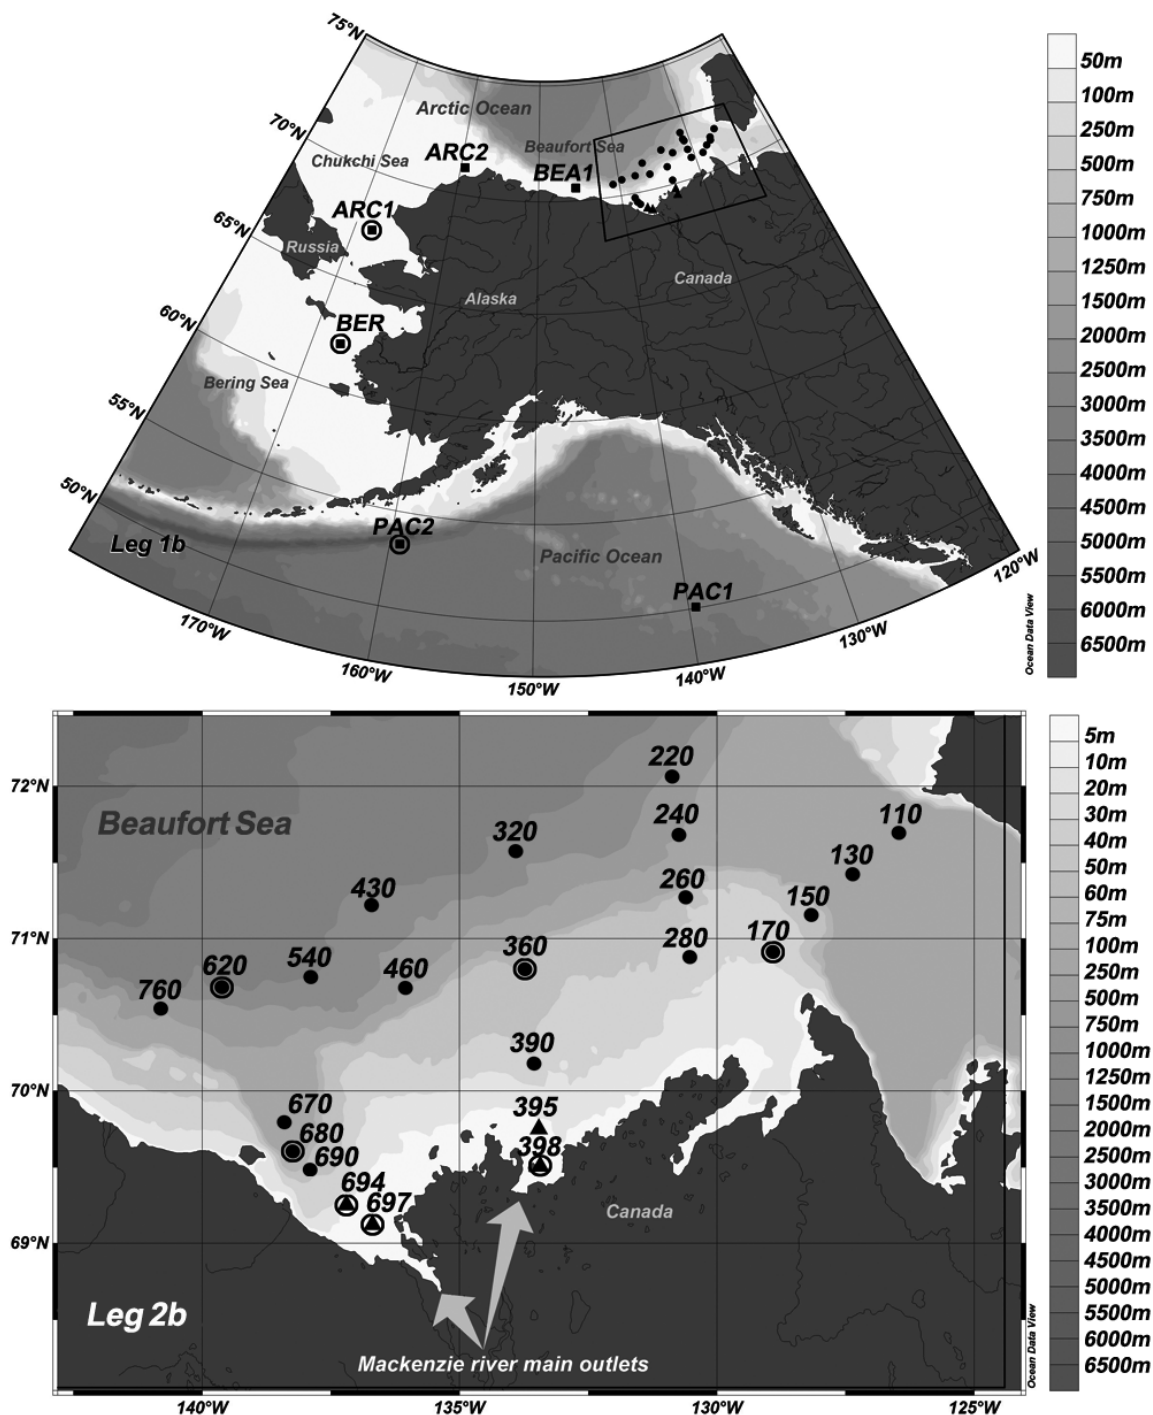 75°N
70°N
65°N
60°N
55°N
50°N
Arctic Ocean
Chukchi Sea
ARC2
Beaufort Sea
BEA1
ARC1
Russia
Canada
Alaska
BER
Bering Sea
PAC2
Leg 1b
Pacific Ocean
PAC1
170°W
160°W
150°W
140°W
130°W
120°W
Ocean Data View
50m
100m
250m
500m
750m
1000m
1250m
1500m
2000m
2500m
3000m
3500m
4000m
4500m
5000m
5500m
6000m
6500m
72°N
71°N
70°N
69°N
Beaufort Sea
220
240
110
320
130
260
430
150
280
170
360
540
620
460
760
390
670
395
680
398
690
694
697
Canada
Leg 2b
Mackenzie river main outlets
140°W
135°W
130°W
125°W
Ocean Data View
5m
10m
20m
30m
40m
50m
60m
75m
100m
250m
500m
750m
1000m
1250m
1500m
2000m
2500m
3000m
3500m
4000m
4500m
5000m
5500m
6000m
6500m